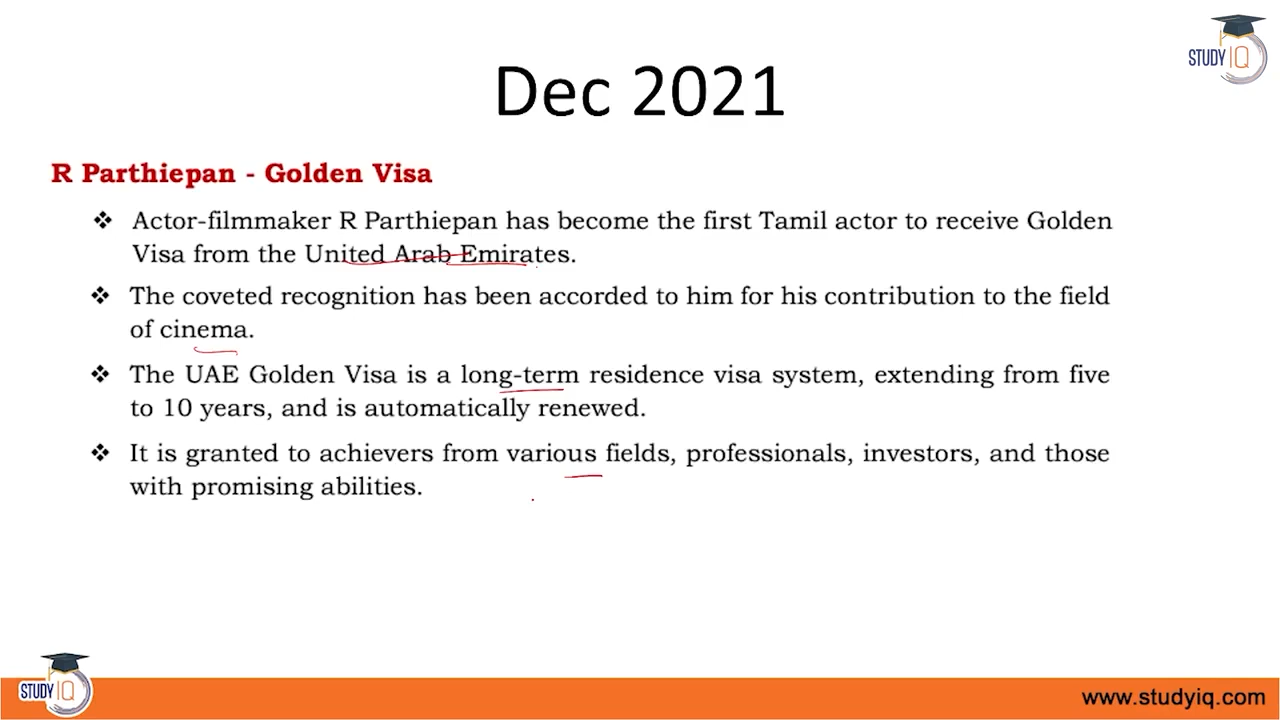 STUDY IQ
Dec 2021
R Parthiepan - Golden Visa
❖ Actor-filmmaker R Parthiepan has become the first Tamil actor to receive Golden
Visa from the United Arab Emirates.
❖ The coveted recognition has been accorded to him for his contribution to the field
of cinema.
❖ The UAE Golden Visa is a long-term residence visa system, extending from five
to 10 years, and is automatically renewed.
❖ It is granted to achievers from various fields, professionals, investors, and those
with promising abilities.
STUDY IQ
www.studyiq.com